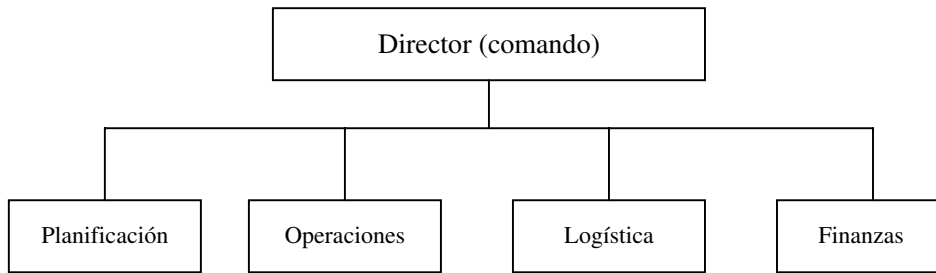 Director (comando)
Planificación
Operaciones
Logística
Finanzas